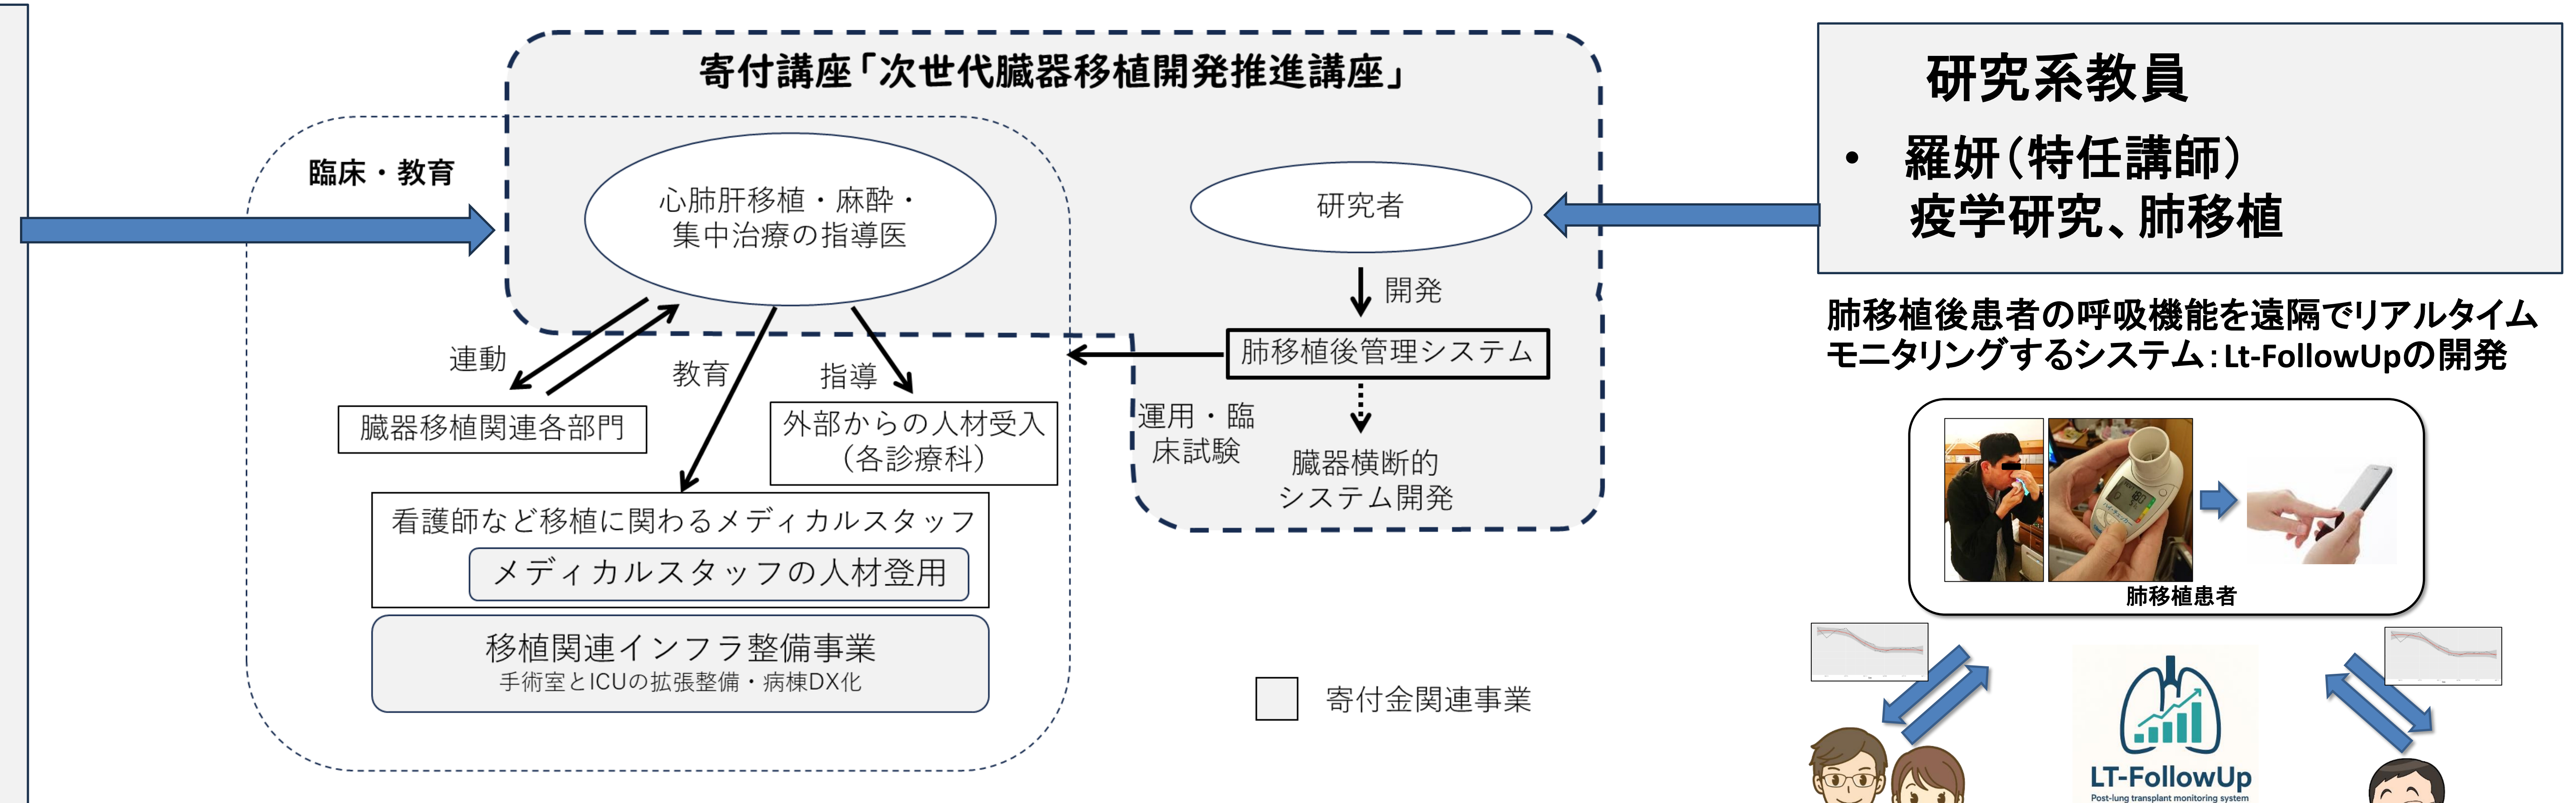 寄付講座「次世代臓器移植開発推進講座」
臨床・教育
心肺肝移植・麻酔・
集中治療の指導医
研究者
開発
肺移植後管理システム
運用・臨
床試験
臓器横断的
システム開発
連動
教育
指導
臓器移植関連各部門
外部からの人材受入
（各診療科）
看護師など移植に関わるメディカルスタッフ
メディカルスタッフの人材登用
移植関連インフラ整備事業
手術室とICUの拡張整備・病棟DX化
寄付金関連事業
研究系教員
• 羅妍（特任講師）
疫学研究、肺移植
肺移植後患者の呼吸機能を遠隔でリアルタイム
モニタリングするシステム：Lt-FollowUpの開発
肺移植患者
LT-FollowUp
Post-lung transplant monitoring system